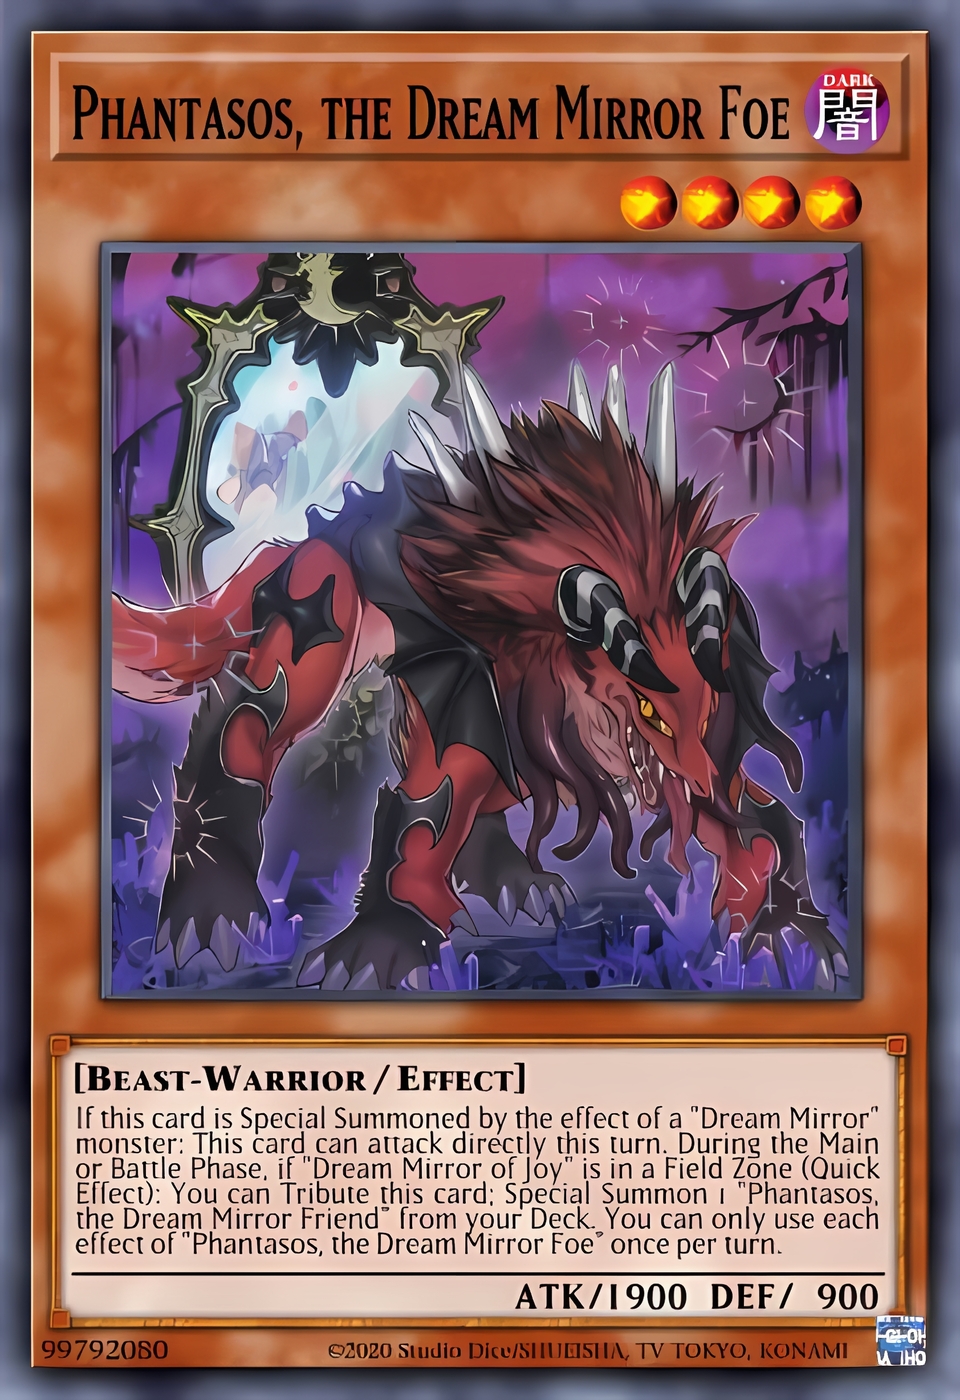 PHANTASOS, THE DREAM MIRROR FOE
DARK
闇
[BEAST-WARRIOR / EFFECT]
If this card is Special Summoned by the effect of a "Dream Mirror"
monster: This card can attack directly this turn. During the Main
or Battle Phase, if "Dream Mirror of Joy" is in a Field Zone (Quick
Effect): You can Tribute this card; Special Summon 1 "Phantasos,
the Dream Mirror Friend" from your Deck. You can only use each
effect of "Phantasos, the Dream Mirror Foe" once per turn.
ATK/1900 DEF/ 900
99792080
©2020 Studio Dice/SHUEISHA, TV TOKYO, KONAMI